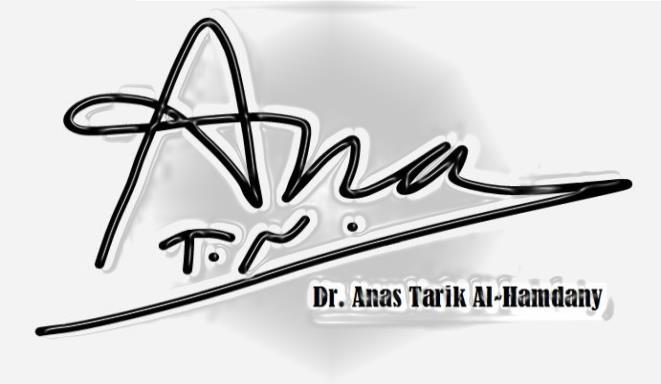 Ana
T. N.
Dr. Anas Tarik Al-Hamdany